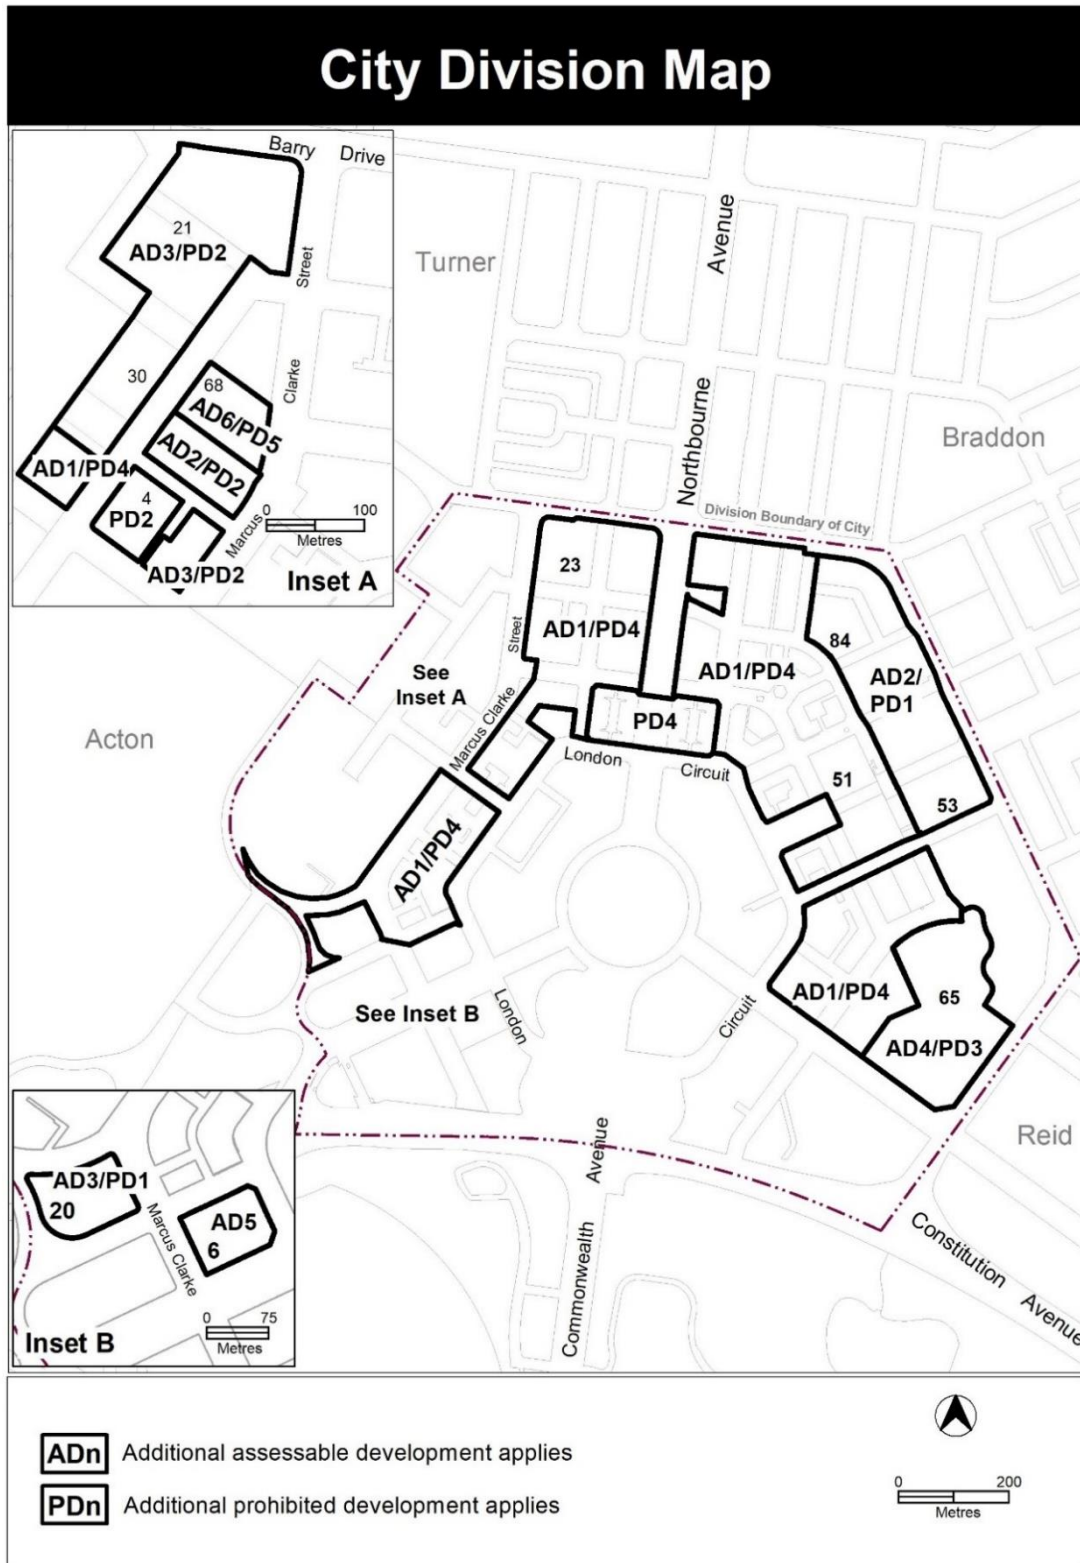 City Division Map
Barry Drive
21
AD3/PD2
Street
30
Clarke
68
AD6/PD5
AD2/PD2
AD1/PD4
4
PD2
AD3/PD2
Marcus
0 100
Metres
Inset A
Turner
Avenue
Northbourne
Braddon
Division Boundary of City
23
AD1/PD4
Street
See
Inset A
Marcus Clarke
Acton
84
AD1/PD4
AD2/
PD1
PD4
London
Circuit
51
53
AD1/PD4
AD1/PD4
65
AD4/PD3
See Inset B
London
Circuit
Reid
Avenue
Commonwealth
Constitution
Avenue
AD3/PD1
20
Marcus Clarke
AD5
6
0 75
Metres
Inset B
ADn Additional assessable development applies
PDn Additional prohibited development applies
0 200
Metres